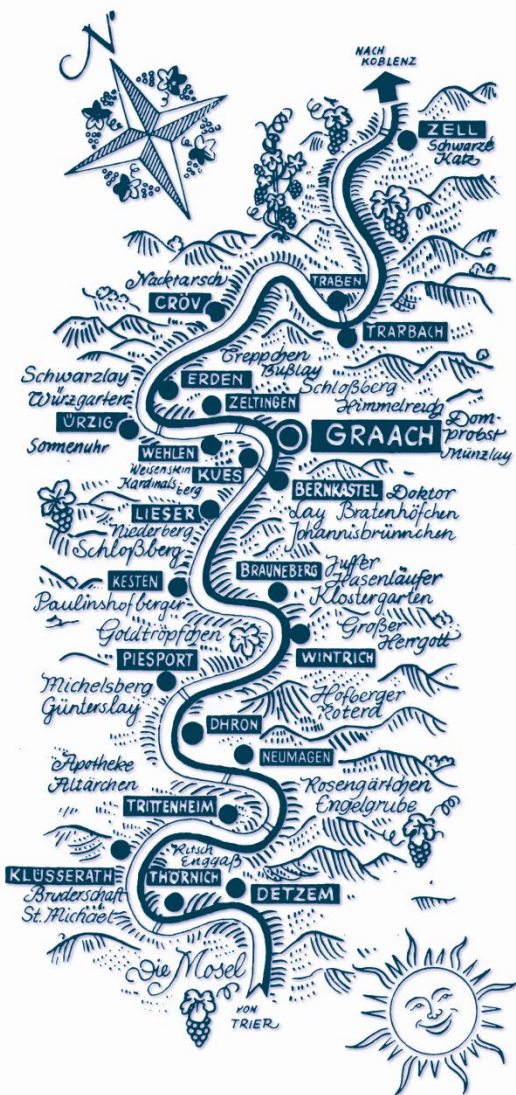 N
NACH
KOBLENZ
ZELL
Schwarze
Katz
Nacktarsch
CRÖV
TRABEN
TRARBACH
Treppchen
Bußlay
ERDEN
Schwarzlay
Würzgarten
ZELTINGEN
Schloßberg
Himmelreich
ÜRZIG
GRAACH
Dom-
probst
Münzlay
Sonnenuhr
WEHLEN
Weisenstein
Kardinals
berg
KUES
BERNKASTEL
Doktor
Lay Bratenhöfchen
Johannisbrünnchen
LIESER
Niederberg
Schloßberg
KESTEN
Paulinshofberger
BRAUNEBERG
Juffer
Hasenläufer
Klostergarten
Goldtröpfchen
Großer
Herrgott
PIESPORT
WINTRICH
Michelsberg
Günterslay
Hofberger
Roterd
DHRON
NEUMAGEN
Apotheke
Altärchen
Rosengärtchen
Engelgrube
TRITTENHEIM
Ritsch
Enggaß
KLÜSSERATH
Bruderschaft
St. Michael
THÖRNICH
DETZEM
Die Mosel
VON
TRIER